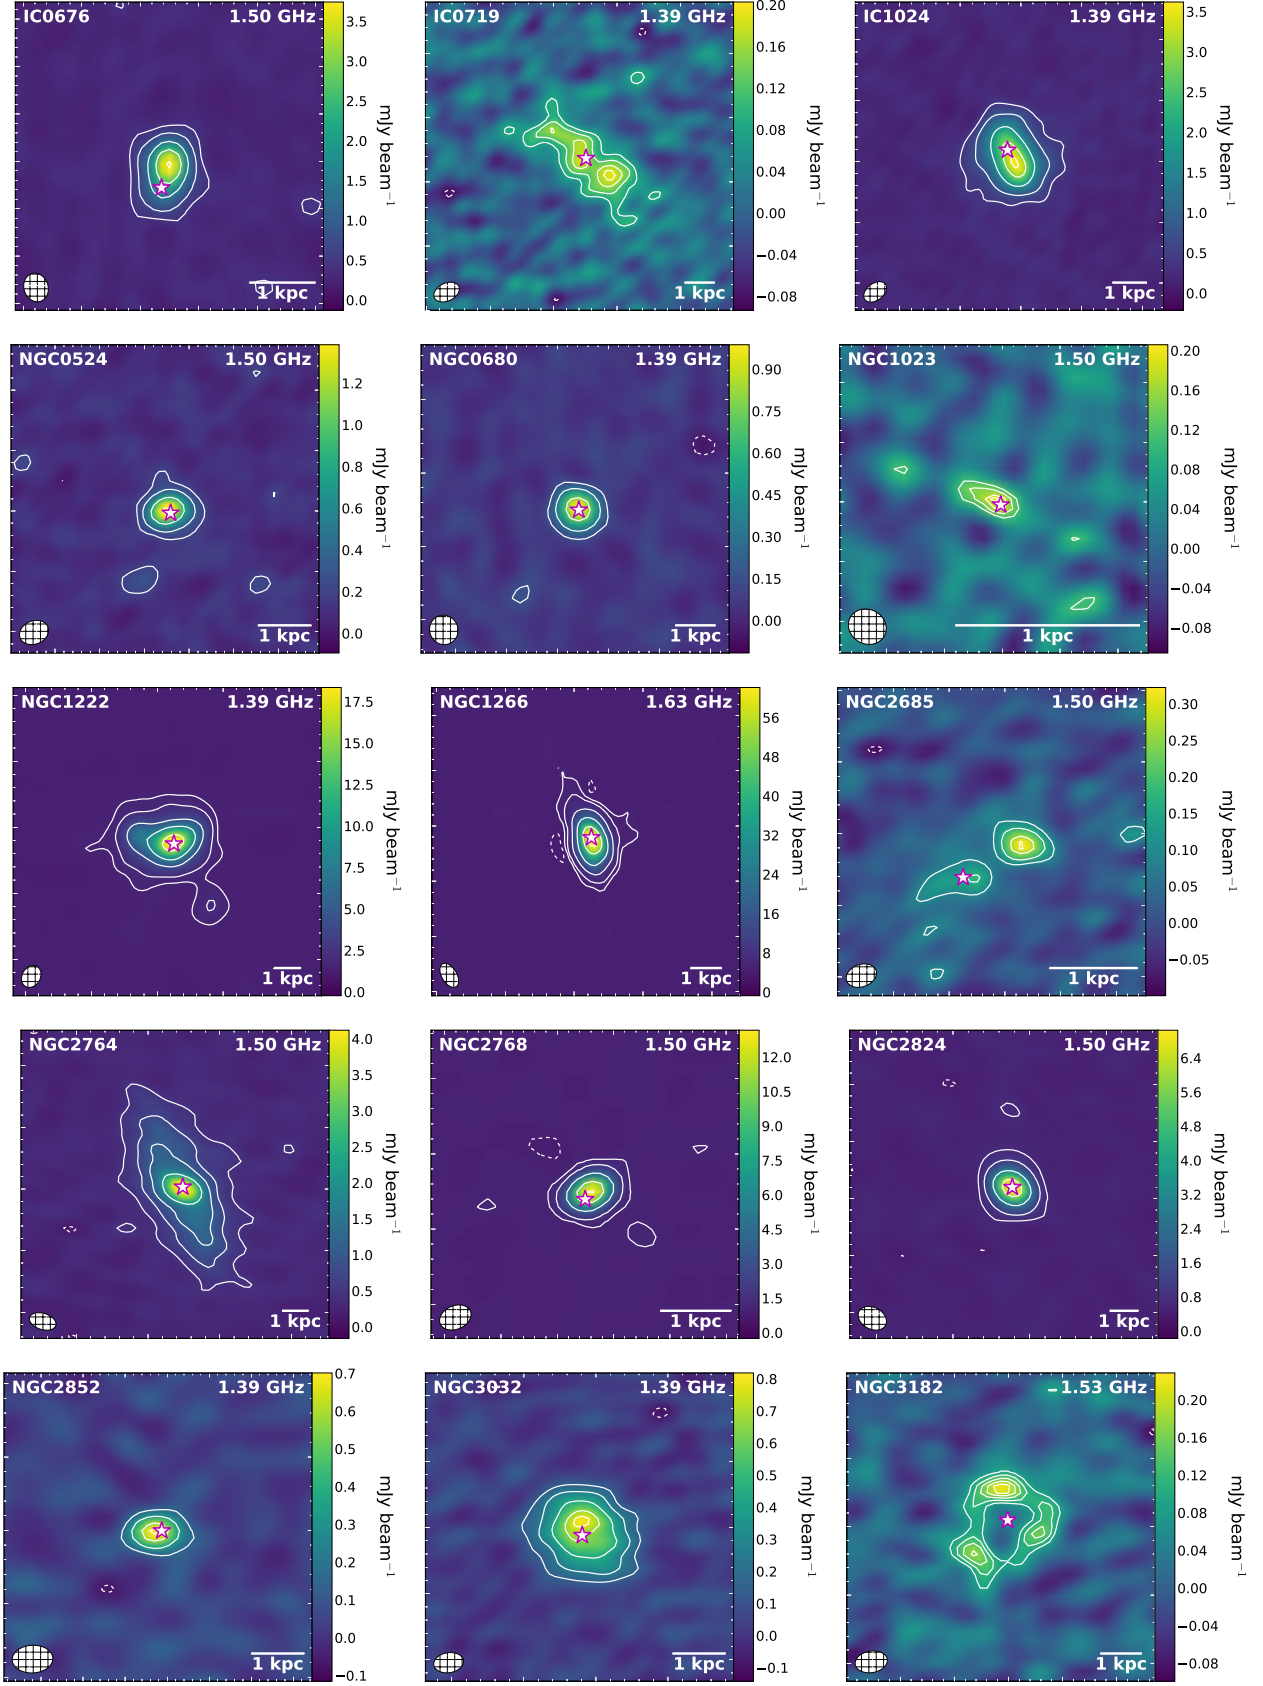 IC0676 1.50 GHz
3.5
3.0
2.5
2.0
1.5
1.0
0.5
0.0
mJy beam−1
1 kpc
IC0719 1.39 GHz
0.20
0.16
0.12
0.08
0.04
0.00
−0.04
−0.08
mJy beam−1
1 kpc
IC1024 1.39 GHz
3.5
3.0
2.5
2.0
1.5
1.0
0.5
0.0
mJy beam−1
1 kpc
NGC0524 1.50 GHz
1.2
1.0
0.8
0.6
0.4
0.2
0.0
mJy beam−1
1 kpc
NGC0680 1.39 GHz
0.90
0.75
0.60
0.45
0.30
0.15
0.00
mJy beam−1
1 kpc
NGC1023 1.50 GHz
0.20
0.16
0.12
0.08
0.04
0.00
−0.04
−0.08
mJy beam−1
1 kpc
NGC1222 1.39 GHz
17.5
15.0
12.5
10.0
7.5
5.0
2.5
0.0
mJy beam−1
1 kpc
NGC1266 1.63 GHz
56
48
40
32
24
16
8
0
mJy beam−1
1 kpc
NGC2685 1.50 GHz
0.30
0.25
0.20
0.15
0.10
0.05
0.00
−0.05
mJy beam−1
1 kpc
NGC2764 1.50 GHz
4.0
3.5
3.0
2.5
2.0
1.5
1.0
0.5
0.0
mJy beam−1
1 kpc
NGC2768 1.50 GHz
12.0
10.5
9.0
7.5
6.0
4.5
3.0
1.5
0.0
mJy beam−1
1 kpc
NGC2824 1.50 GHz
6.4
5.6
4.8
4.0
3.2
2.4
1.6
0.8
0.0
mJy beam−1
1 kpc
NGC2852 1.39 GHz
0.7
0.6
0.5
0.4
0.3
0.2
0.1
0.0
−0.1
mJy beam−1
1 kpc
NGC3032 1.39 GHz
0.8
0.7
0.6
0.5
0.4
0.3
0.2
0.1
0.0
−0.1
mJy beam−1
1 kpc
NGC3182 1.53 GHz
0.20
0.16
0.12
0.08
0.04
0.00
−0.04
−0.08
mJy beam−1
1 kpc